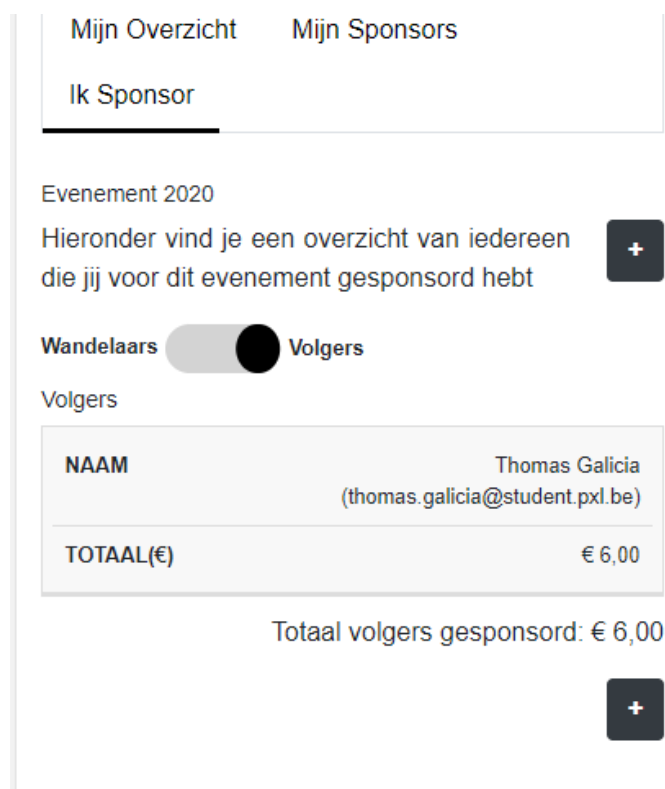 Mijn Overzicht Mijn Sponsors
Ik Sponsor
Evenement 2020
Hieronder vind je een overzicht van iedereen
die jij voor dit evenement gesponsord hebt
+
Wandelaars Volgers
Volgers
NAAM Thomas Galicia
(thomas.galicia@student.pxl.be)
TOTAAL(€) € 6,00
Totaal volgers gesponsord: € 6,00
+